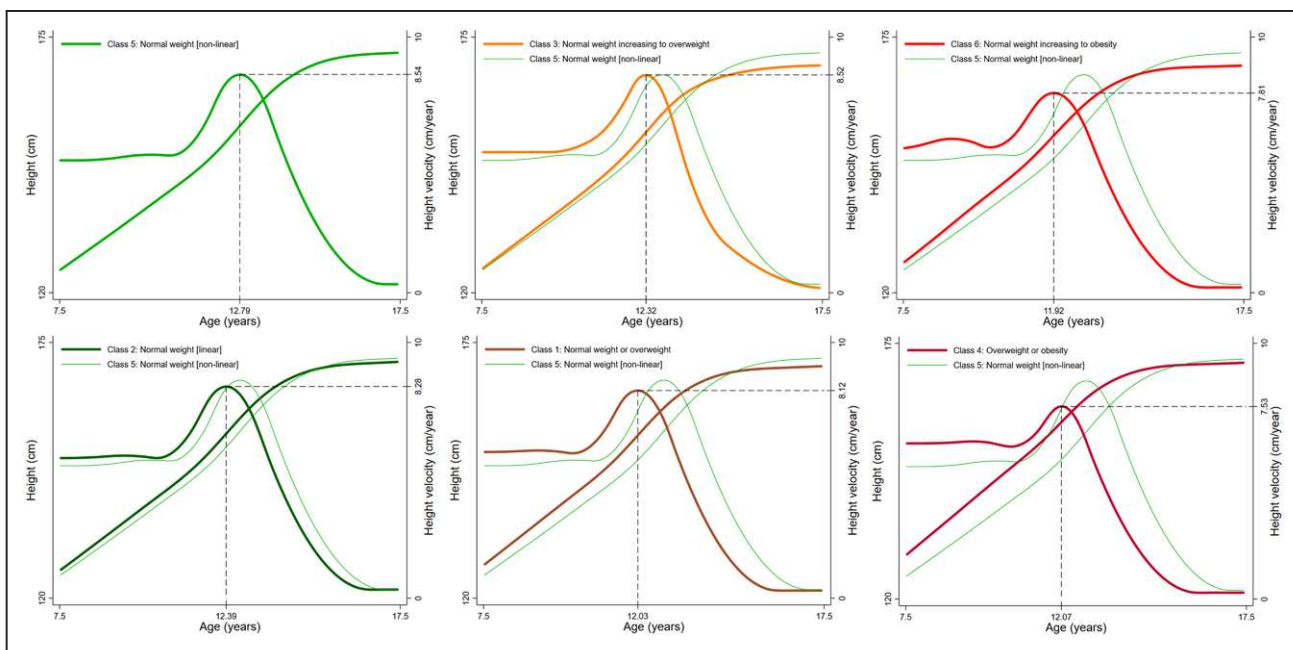 Class 5: Normal weight [non-linear]
175
Height (cm)
120
7.5
12.79
17.5
Age (years)
10
8.54
Height velocity (cm/year)
0
Class 3: Normal weight increasing to overweight
Class 5: Normal weight [non-linear]
175
Height (cm)
120
7.5
12.32
17.5
Age (years)
10
8.52
Height velocity (cm/year)
0
Class 6: Normal weight increasing to obesity
Class 5: Normal weight [non-linear]
175
Height (cm)
120
7.5
11.92
17.5
Age (years)
10
7.81
Height velocity (cm/year)
0
Class 2: Normal weight [linear]
Class 5: Normal weight [non-linear]
175
Height (cm)
120
7.5
12.39
17.5
Age (years)
10
8.28
Height velocity (cm/year)
0
Class 1: Normal weight or overweight
Class 5: Normal weight [non-linear]
175
Height (cm)
120
7.5
12.03
17.5
Age (years)
10
8.12
Height velocity (cm/year)
0
Class 4: Overweight or obesity
Class 5: Normal weight [non-linear]
175
Height (cm)
120
7.5
12.07
17.5
Age (years)
10
7.53
Height velocity (cm/year)
0